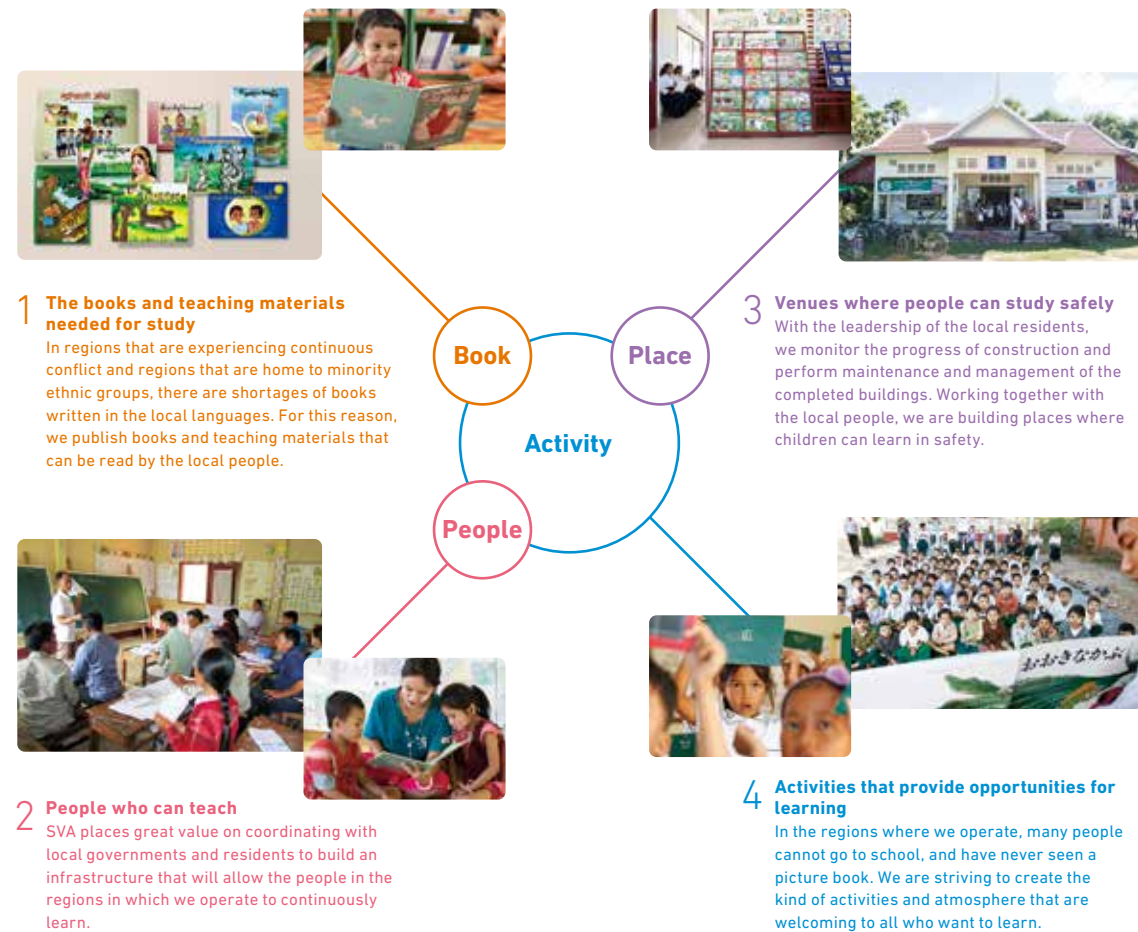 1
The books and teaching materials
needed for study
In regions that are experiencing continuous
conflict and regions that are home to minority
ethnic groups, there are shortages of books
written in the local languages. For this reason,
we publish books and teaching materials that
can be read by the local people.
Book
Place
Activity
People
3
Venues where people can study safely
With the leadership of the local residents,
we monitor the progress of construction and
perform maintenance and management of the
completed buildings. Working together with
the local people, we are building places where
children can learn in safety.
2
People who can teach
SVA places great value on coordinating with
local governments and residents to build an
infrastructure that will allow the people in the
regions in which we operate to continuously
learn.
おおきなかぶ
4
Activities that provide opportunities for
learning
In the regions where we operate, many people
cannot go to school, and have never seen a
picture book. We are striving to create the
kind of activities and atmosphere that are
welcoming to all who want to learn.